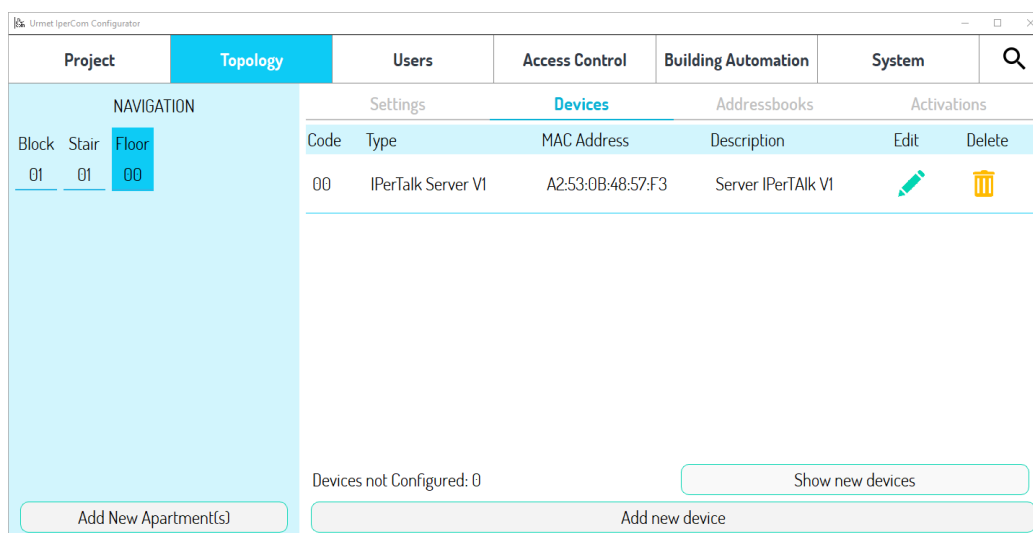 Urmet IperCom Configurator
Project Topology Users Access Control Building Automation System
NAVIGATION
Block Stair Floor
01 01 00
Settings Devices Addressbooks Activations
Code Type MAC Address Description Edit Delete
00 IPerTalk Server V1 A2:53:0B:48:57:F3 Server IPerTAlk V1
Devices not Configured: 0
Show new devices
Add New Apartment(s)
Add new device